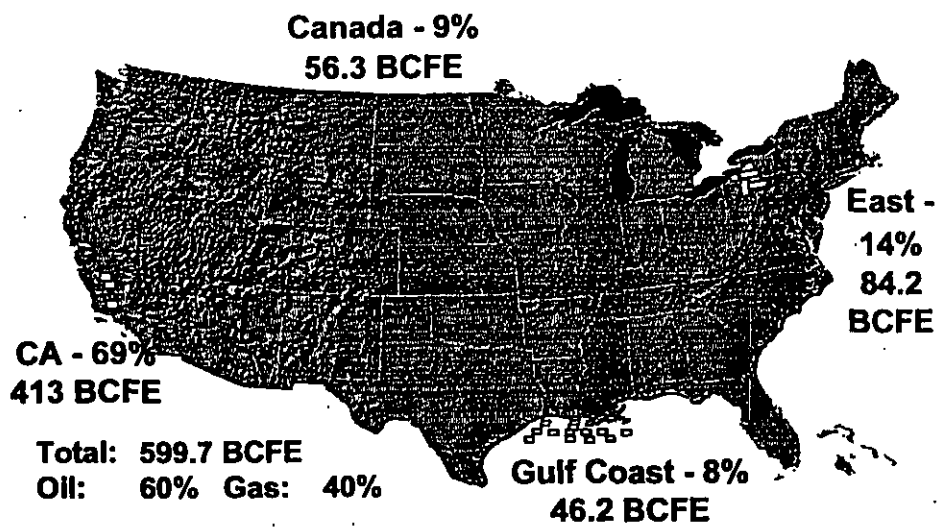 Canada - 9%
56.3 BCFE
East -
14%
84.2
BCFE
CA - 69%
413 BCFE
Total: 599.7 BCFE
Oil: 60% Gas: 40%
Gulf Coast - 8%
46.2 BCFE